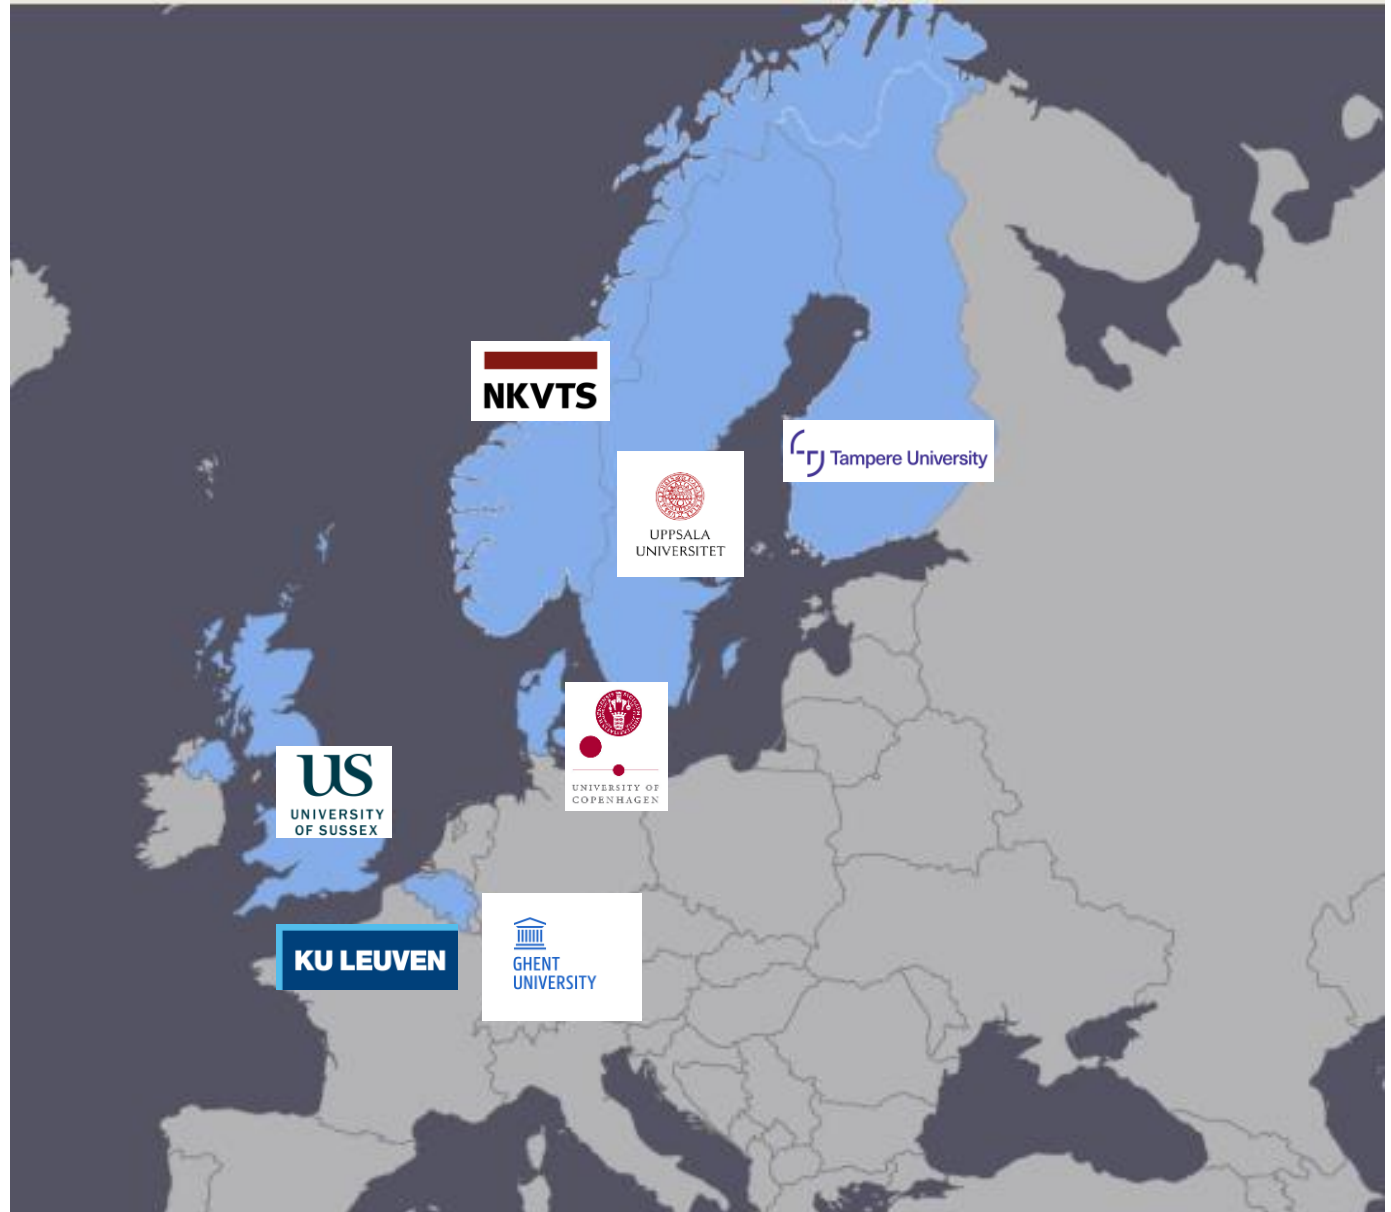 NKVTS
Tampere University
UPPSALA
UNIVERSITET
UNIVERSITY OF
COPENHAGEN
US
UNIVERSITY
OF SUSSEX
KU LEUVEN
GHENT
UNIVERSITY